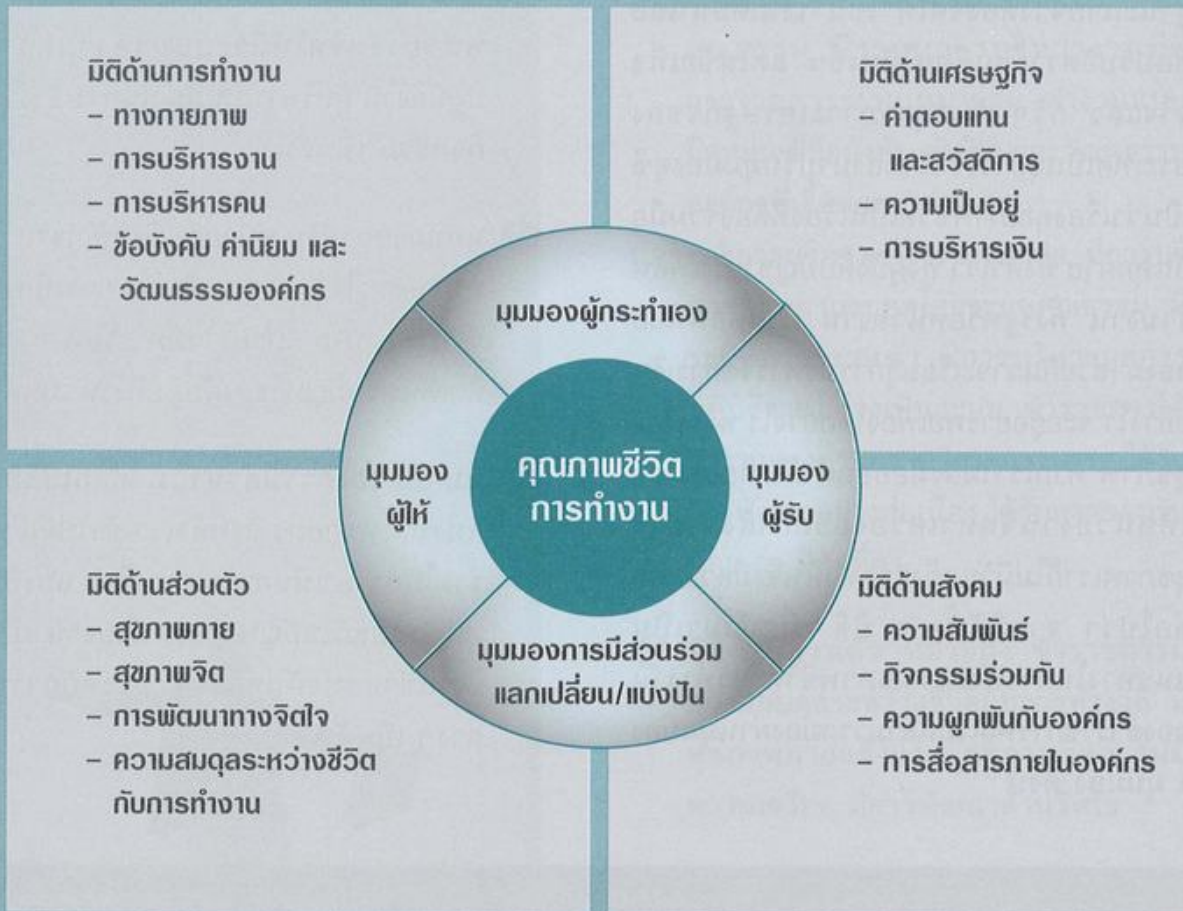 มิติด้านการทำงาน
– ทางกายภาพ
– การบริหารงาน
– การบริหารคน
– ข้อบังคับ ค่านิยม และ
วัฒนธรรมองค์กร
มิติด้านเศรษฐกิจ
– ค่าตอบแทน
และสวัสดิการ
– ความเป็นอยู่
– การบริหารเงิน
มุมมองผู้กระทำเอง
มุมมอง
ผู้ให้
คุณภาพชีวิต
การทำงาน
มุมมอง
ผู้รับ
มุมมองการมีส่วนร่วม
แลกเปลี่ยน/แบ่งปัน
มิติด้านส่วนตัว
– สุขภาพกาย
– สุขภาพจิต
– การพัฒนาทางจิตใจ
– ความสมดุลระหว่างชีวิต
กับการทำงาน
มิติด้านสังคม
– ความสัมพันธ์
– กิจกรรมร่วมกัน
– ความผูกพันกับองค์กร
– การสื่อสารภายในองค์กร